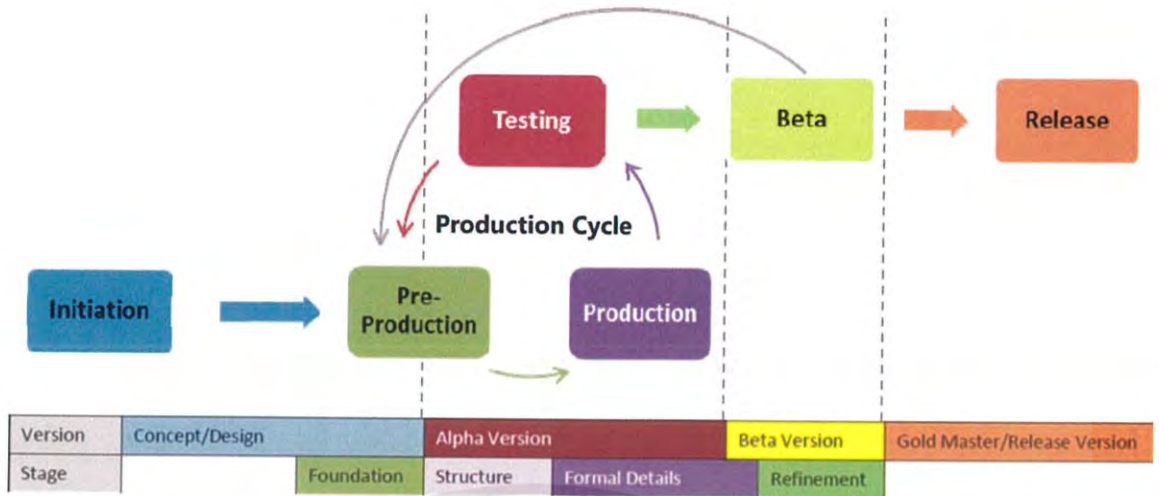 Testing
Beta
Release
Production Cycle
Initiation
Pre-
Production
Production
Version Concept/Design Alpha Version Beta Version Gold Master/Release Version
Stage Foundation Structure Formal Details Refinement